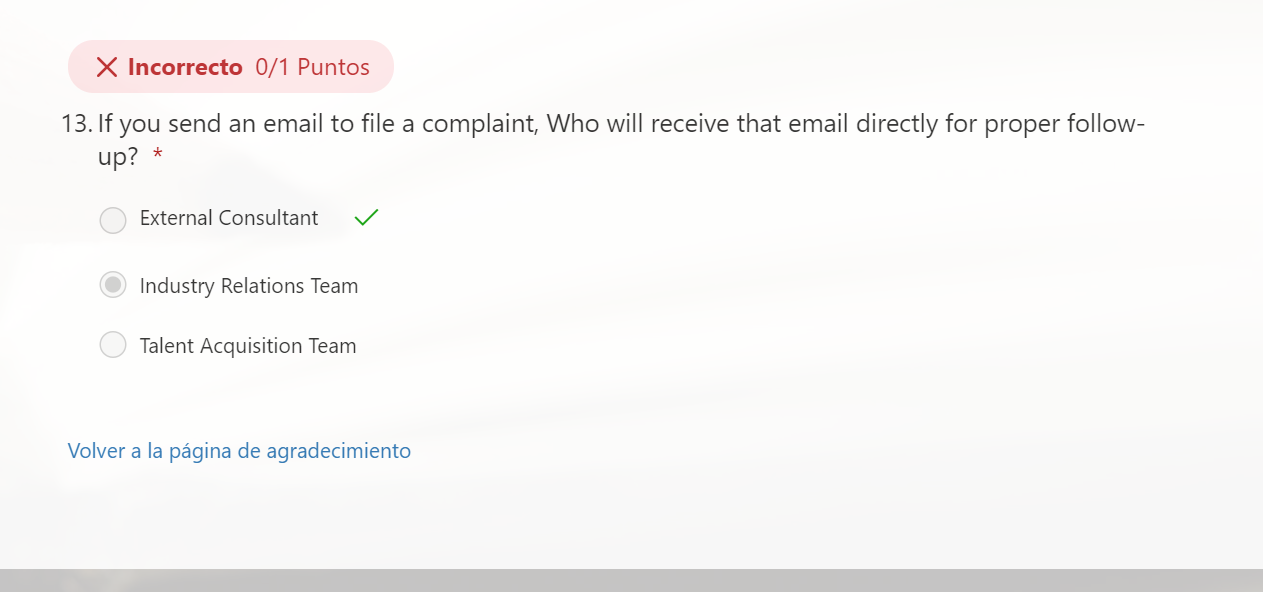 Incorrecto 0/1 Puntos
13. If you send an email to file a complaint, Who will receive that email directly for proper follow-
up? *
External Consultant
Industry Relations Team
Talent Acquisition Team
Volver a la página de agradecimiento